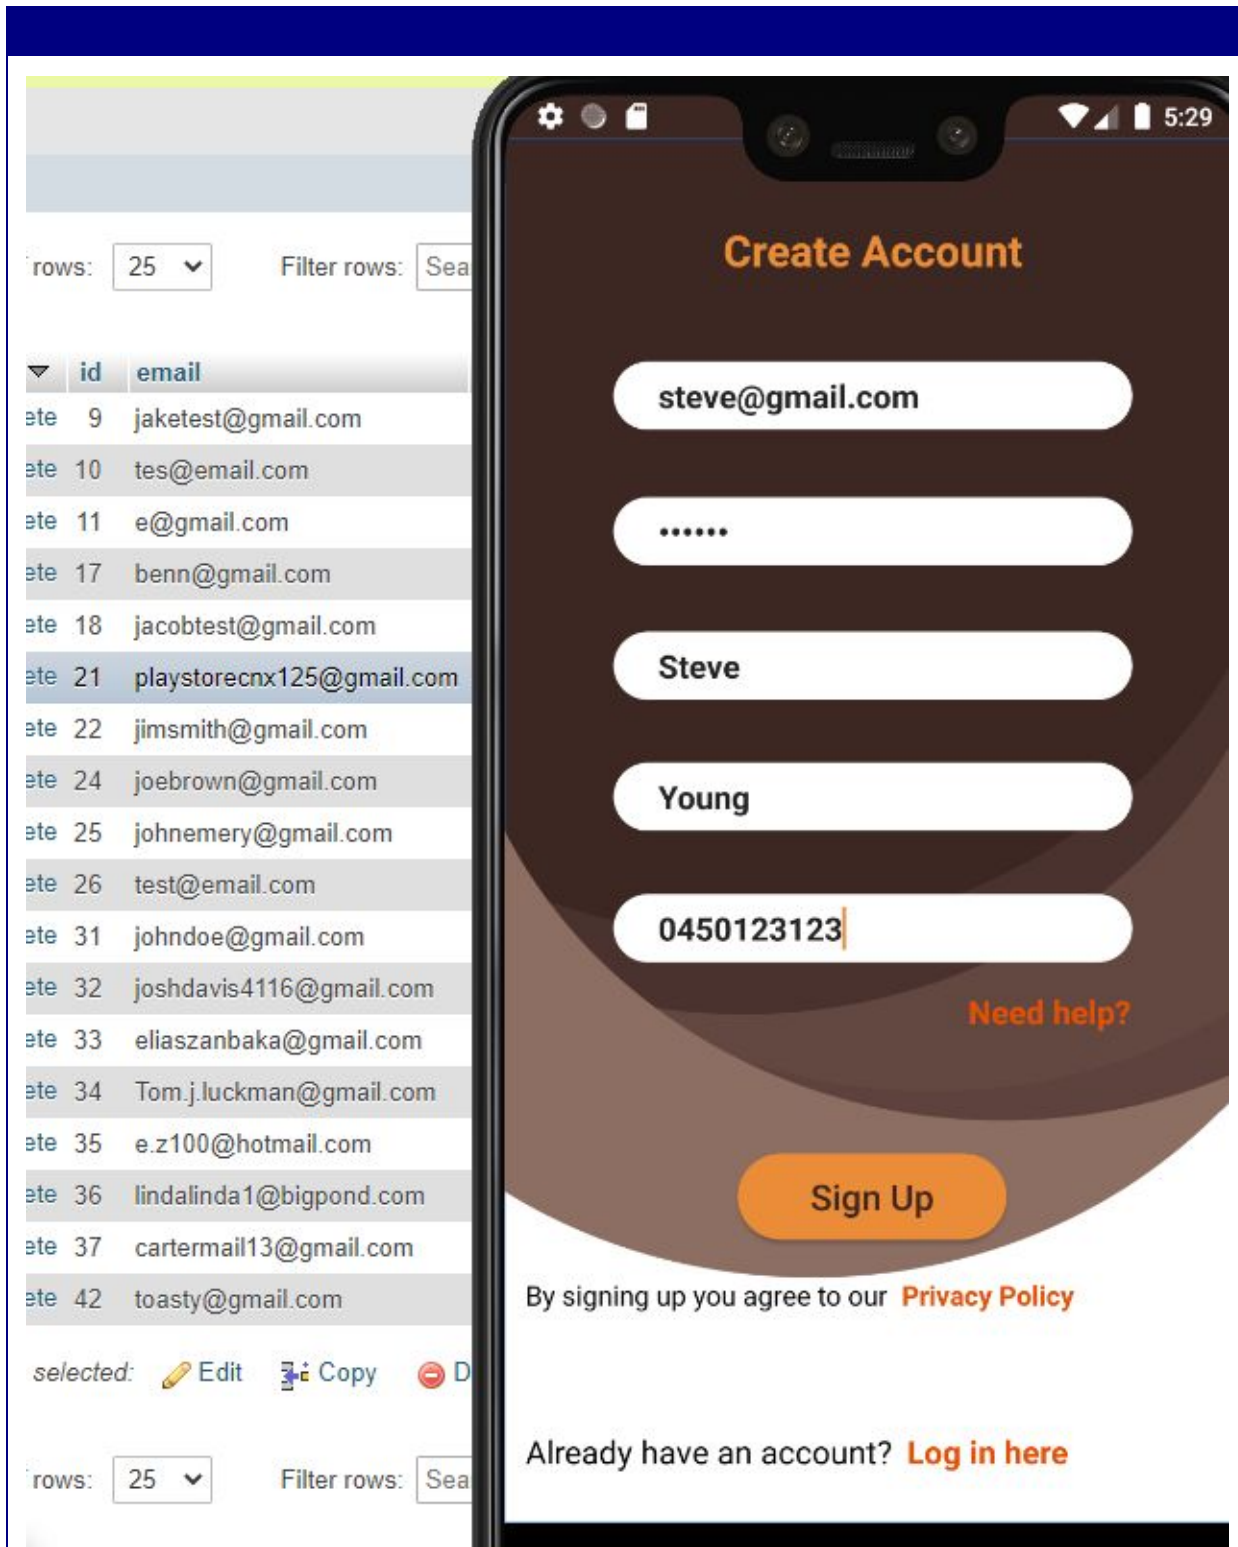 rows: 25 Filter rows: Sea
id email
ete 9 jaketest@gmail.com
ete 10 tes@email.com
ete 11 e@gmail.com
ete 17 benn@gmail.com
ete 18 jacobtest@gmail.com
ete 21 playstorecnx125@gmail.com
ete 22 jimsmith@gmail.com
ete 24 joebrown@gmail.com
ete 25 johnemery@gmail.com
ete 26 test@email.com
ete 31 johndoe@gmail.com
ete 32 joshdavis4116@gmail.com
ete 33 eliaszanbaka@gmail.com
ete 34 Tom.j.luckman@gmail.com
ete 35 e.z100@hotmail.com
ete 36 lindalinda1@bigpond.com
ete 37 cartermail13@gmail.com
ete 42 toasty@gmail.com
selected: Edit Copy D
rows: 25 Filter rows: Sea
5:29
Create Account
steve@gmail.com
••••••
Steve
Young
0450123123
Need help?
Sign Up
By signing up you agree to our Privacy Policy
Already have an account? Log in here